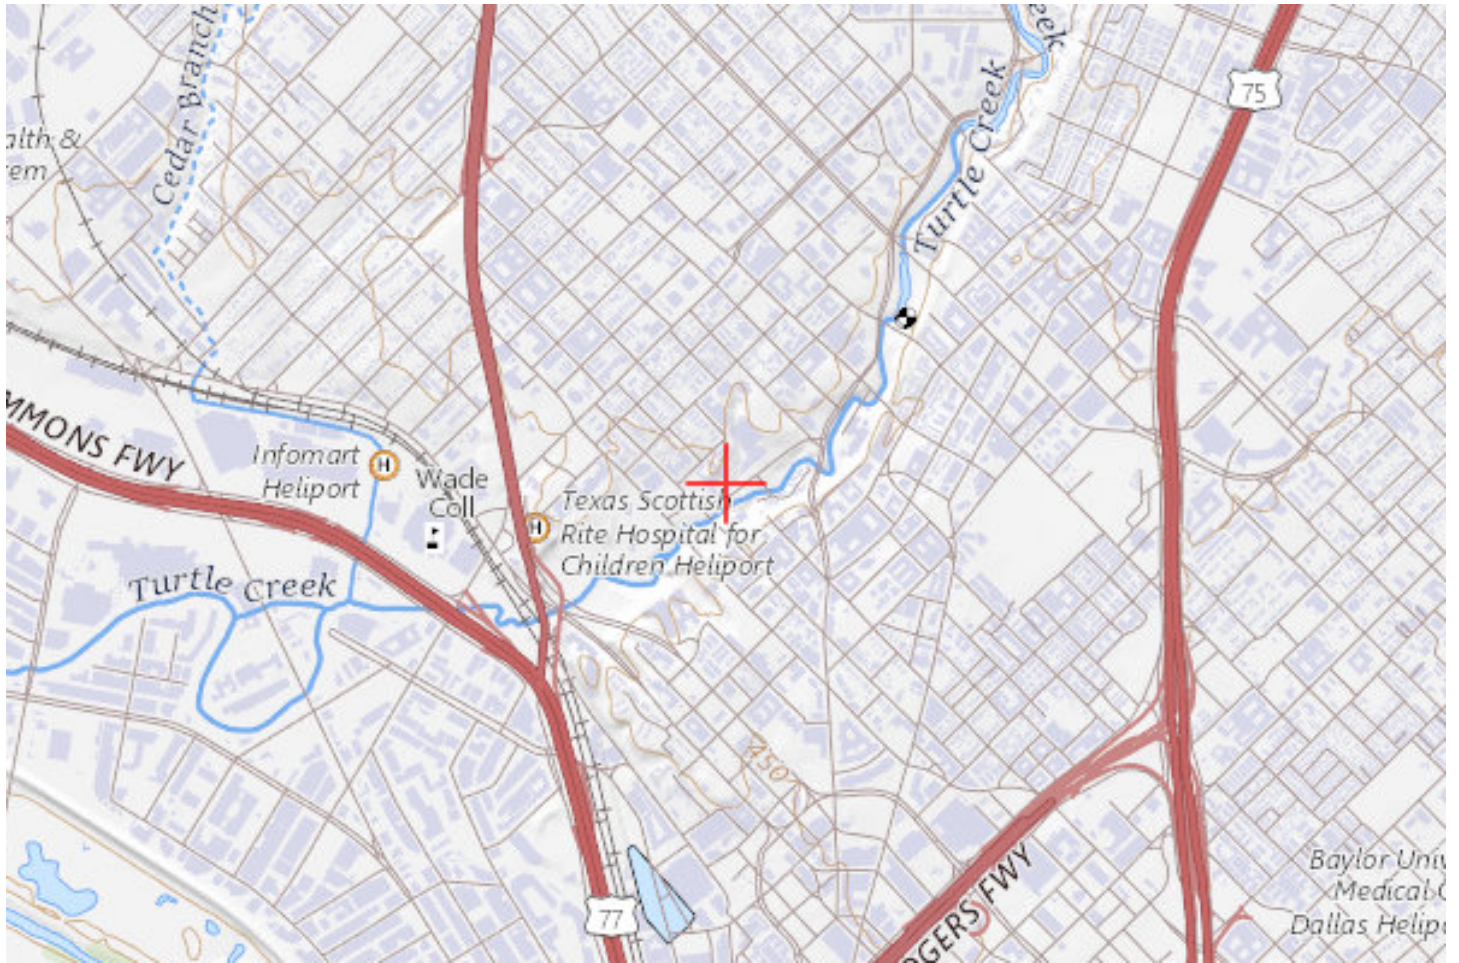 Cedar Branch
eek
Turtle Creek
75
alth &
em
MMONS FWY
Infomart
Heliport
H
Wade
Coll
H
Texas Scottish
Rite Hospital for
Children Heliport
Turtle Creek
450
77
OGERS FWY
Baylor Univ
Medical C
Dallas Helip